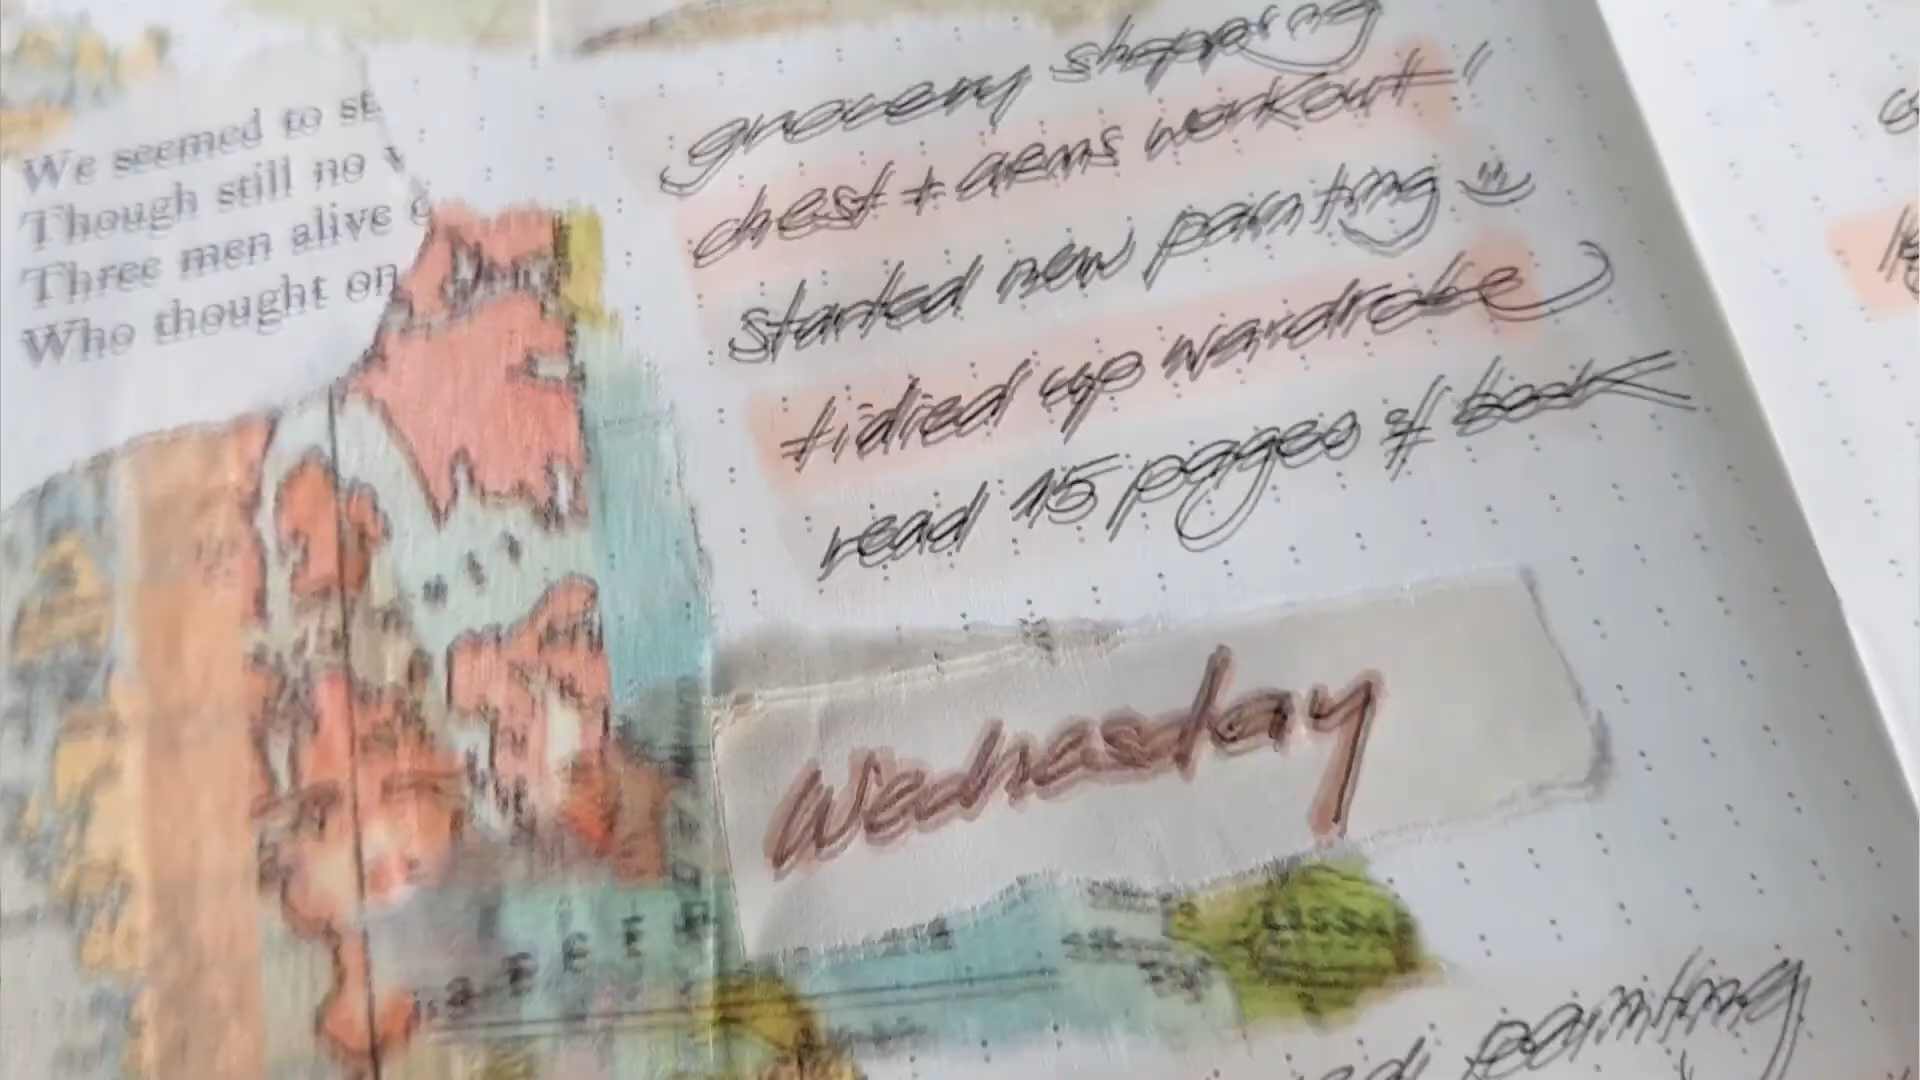 We seemed to st
Though still no
Three men alive
Who thought on
grocery shopping
chest + arms workout
started new painting
tidied up wardrobe
read 15 pages of book
Wednesday
painting